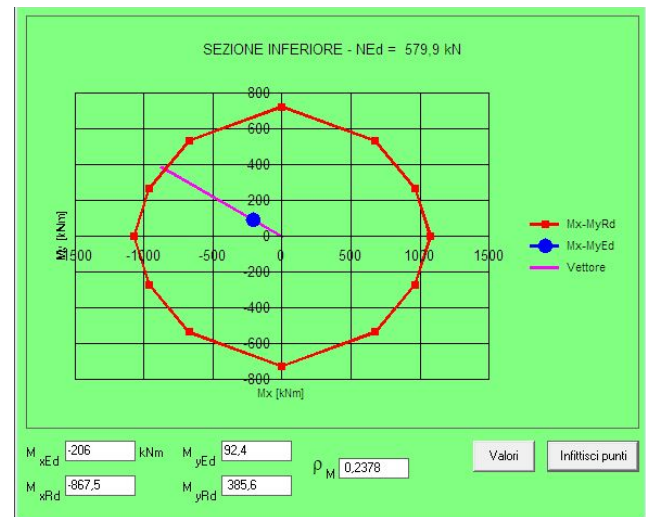 SEZIONE INFERIORE - NEd = 579,9 kN
800
600
400
200
0
-200
-400
-600
-800
-1500 -1000 -500 0 500 1000 1500
My [kNm]
Mx [kNm]
Mx-MyRd
Mx-MyEd
Vettore
M xEd -206 kNm M yEd 92,4 ρ M 0,2378 Valori Infittisci punti
M xRd -867,5 M yRd 385,6